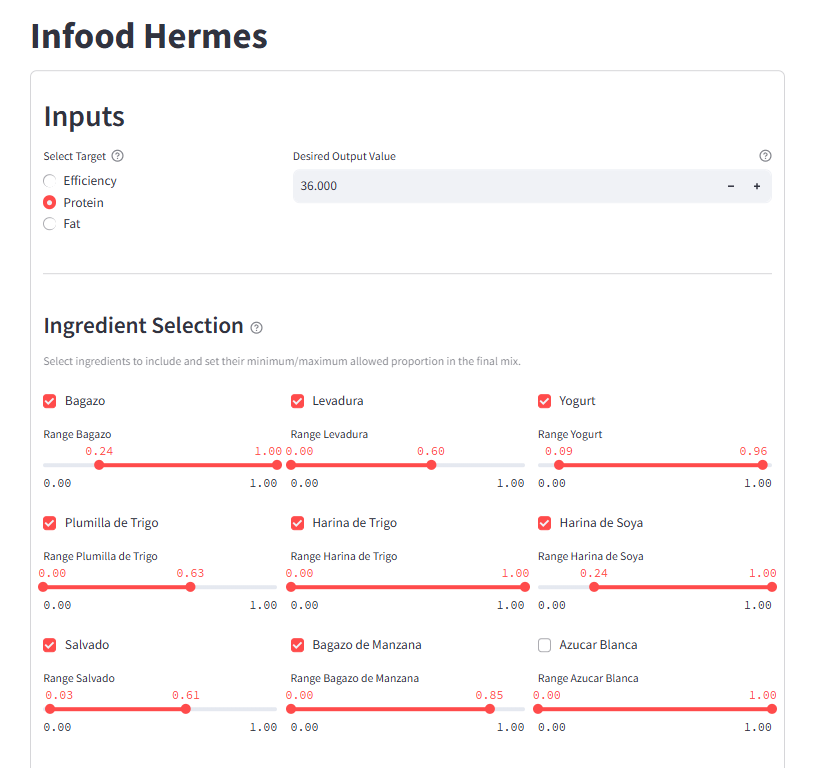 Infood Hermes
Inputs
Select Target
Desired Output Value
Efficiency
Protein
Fat
36.000
Ingredient Selection
Select ingredients to include and set their minimum/maximum allowed proportion in the final mix.
Bagazo
Levadura
Yogurt
Range Bagazo
Range Levadura
Range Yogurt
0.24 1.00
0.00 0.60
0.09 0.96
0.00 1.00
0.00 1.00
0.00 1.00
Plumilla de Trigo
Harina de Trigo
Harina de Soya
Range Plumilla de Trigo
Range Harina de Trigo
Range Harina de Soya
0.00 0.63
0.00 1.00
0.24 1.00
0.00 1.00
0.00 1.00
0.00 1.00
Salvado
Bagazo de Manzana
Azucar Blanca
Range Salvado
Range Bagazo de Manzana
Range Azucar Blanca
0.03 0.61
0.00 0.85
0.00 1.00
0.00 1.00
0.00 1.00
0.00 1.00